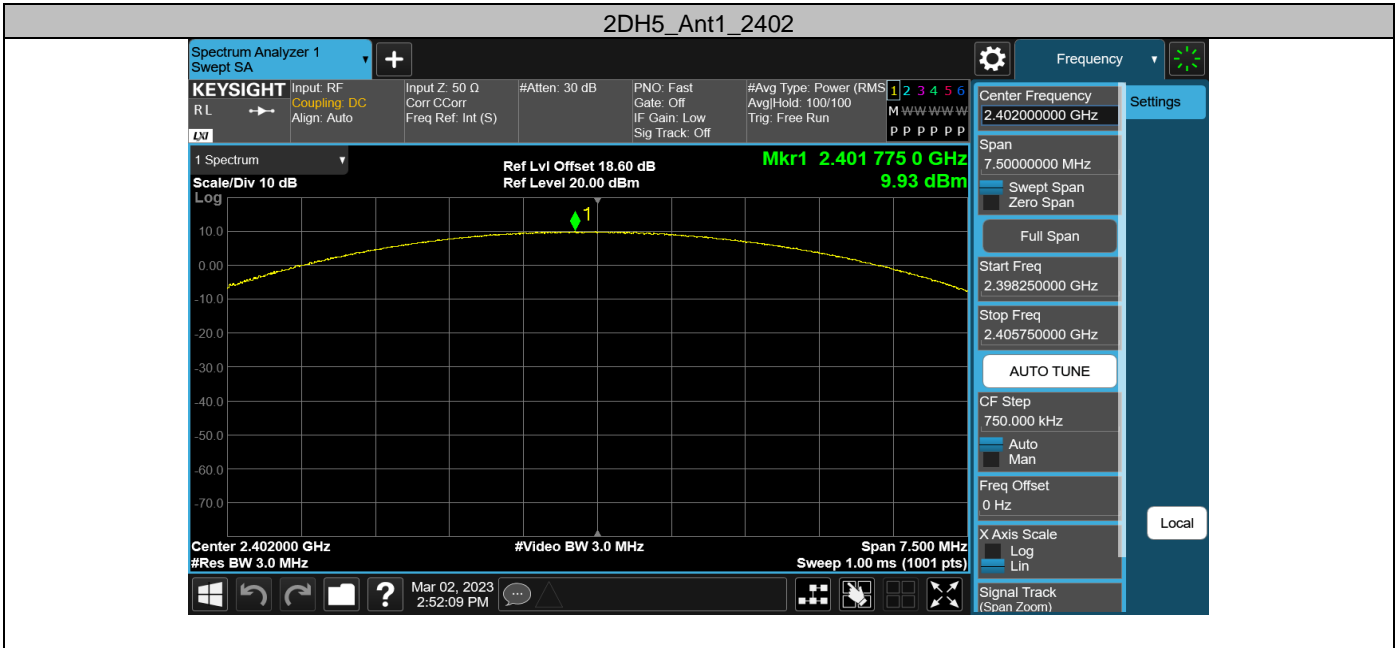 2DH5_Ant1_2402
Spectrum Analyzer 1
Swept SA
+
Frequency
KEYSIGHT
RL
LXI
Input: RF
Coupling: DC
Align: Auto
Input Z: 50 Ω
Corr CCorr
Freq Ref: Int (S)
#Atten: 30 dB
PNO: Fast
Gate: Off
IF Gain: Low
Sig Track: Off
#Avg Type: Power (RMS
Avg|Hold: 100/100
Trig: Free Run
1 2 3 4 5 6
M W W W W W
P P P P P P
1 Spectrum
Scale/Div 10 dB
Ref Lvl Offset 18.60 dB
Ref Level 20.00 dBm
Mkr1 2.401 775 0 GHz
9.93 dBm
Log
1
10.0
0.00
-10.0
-20.0
-30.0
-40.0
-50.0
-60.0
-70.0
Center 2.402000 GHz
#Res BW 3.0 MHz
#Video BW 3.0 MHz
Span 7.500 MHz
Sweep 1.00 ms (1001 pts)
Center Frequency
2.402000000 GHz
Span
7.50000000 MHz
Swept Span
Zero Span
Full Span
Start Freq
2.398250000 GHz
Stop Freq
2.405750000 GHz
AUTO TUNE
CF Step
750.000 kHz
Auto
Man
Freq Offset
0 Hz
X Axis Scale
Log
Lin
Signal Track
(Span Zoom)
Settings
Local
?
Mar 02, 2023
2:52:09 PM